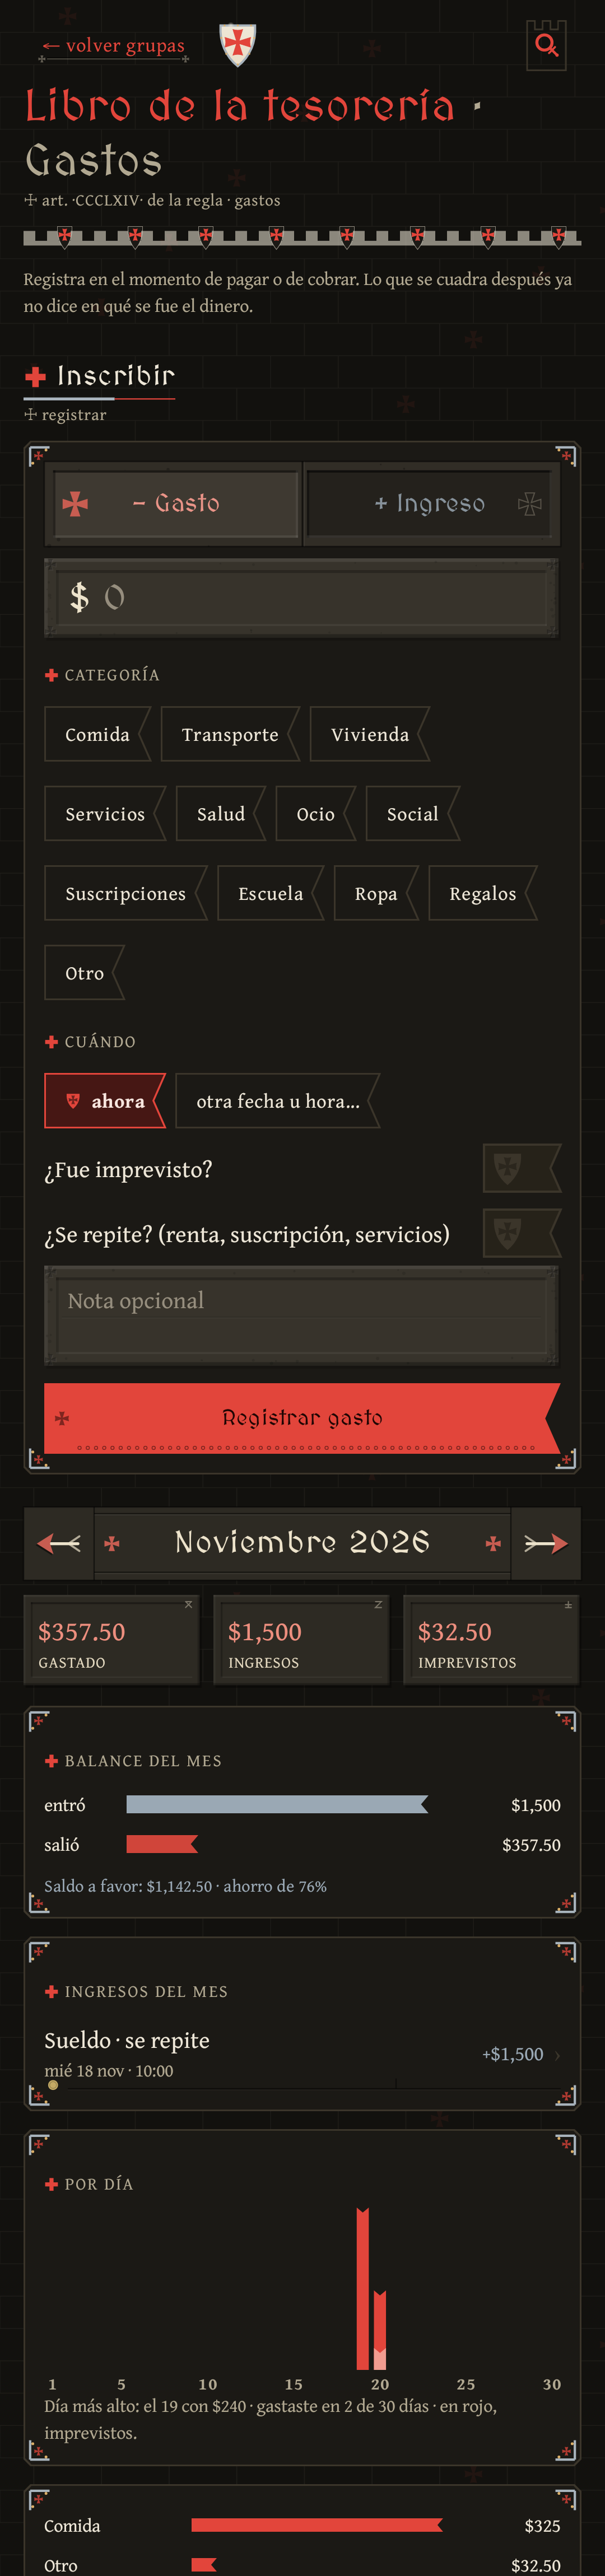 ← volver grupas
Libro de la tesorería ·
Gastos
☩ art. ·CCCLXIV· de la regla · gastos
Registra en el momento de pagar o de cobrar. Lo que se cuadra después ya
no dice en qué se fue el dinero.
Inscribir
☩ registrar
− Gasto + Ingreso
$ 0
CATEGORÍA
Comida Transporte Vivienda
Servicios Salud Ocio Social
Suscripciones Escuela Ropa Regalos
Otro
CUÁNDO
ahora otra fecha u hora...
¿Fue imprevisto?
¿Se repite? (renta, suscripción, servicios)
Nota opcional
Registrar gasto
Noviembre 2026
$357.50 $1,500 $32.50
GASTADO INGRESOS IMPREVISTOS
BALANCE DEL MES
entró $1,500
salió $357.50
Saldo a favor: $1,142.50 · ahorro de 76%
INGRESOS DEL MES
Sueldo · se repite
+$1,500 ›
mié 18 nov · 10:00
POR DÍA
1 5 10 15 20 25 30
Día más alto: el 19 con $240 · gastaste en 2 de 30 días · en rojo,
imprevistos.
Comida $325
Otro $32.50